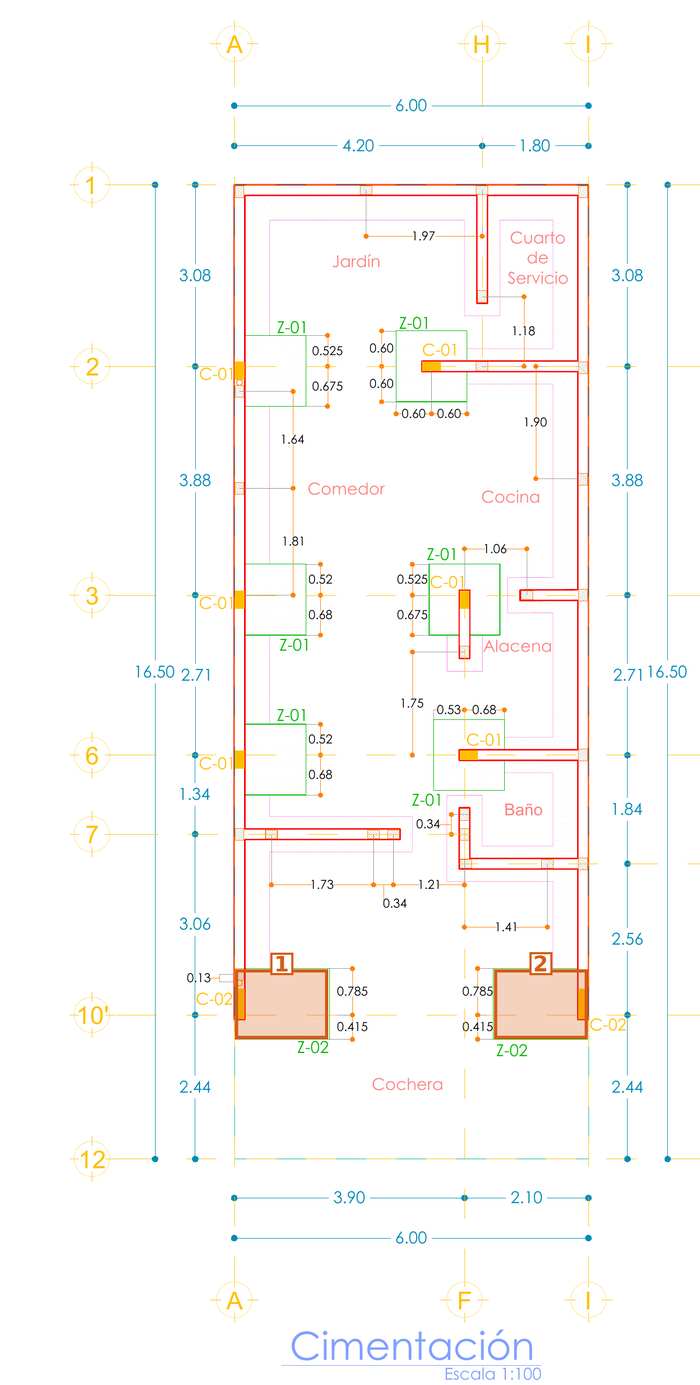 A H I
6.00
4.20 1.80
1
1.97
Cuarto
de
Servicio
Jardín
3.08 3.08
Z-01 Z-01
1.18
0.525 0.60
C-01
2
C-01
0.675 0.60
0.60 0.60
1.90
1.64
3.88 3.88
Comedor
Cocina
1.81
1.06
Z-01
0.52 0.525 C-01
3
C-01
0.68 0.675
Z-01
Alacena
16.50 2.71 2.71 16.50
1.75
0.53 0.68
Z-01
0.52 C-01
6
C-01
0.68
1.34
Z-01
Baño
1.84
0.34
7
1.73 1.21
0.34
3.06
1.41
2.56
1 2
0.13
0.785 0.785
C-02
10'
0.415 0.415 C-02
Z-02 Z-02
Cochera
2.44 2.44
12
3.90 2.10
6.00
A F I
Cimentación
Escala 1:100